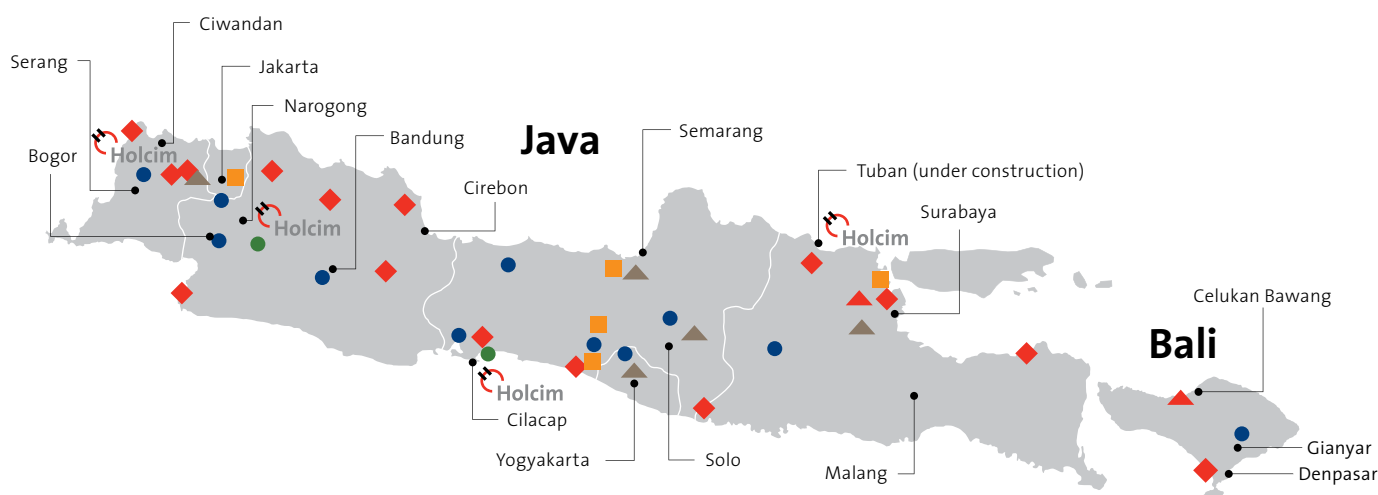 Ciwandan
Serang
Jakarta
Narogong
Java
Bandung
Semarang
Holcim
Bogor
Tuban (under construction)
Cirebon
Surabaya
Holcim
Holcim
Celukan Bawang
Bali
Holcim
Cilacap
Yogyakarta
Solo
Malang
Gianyar
Denpasar